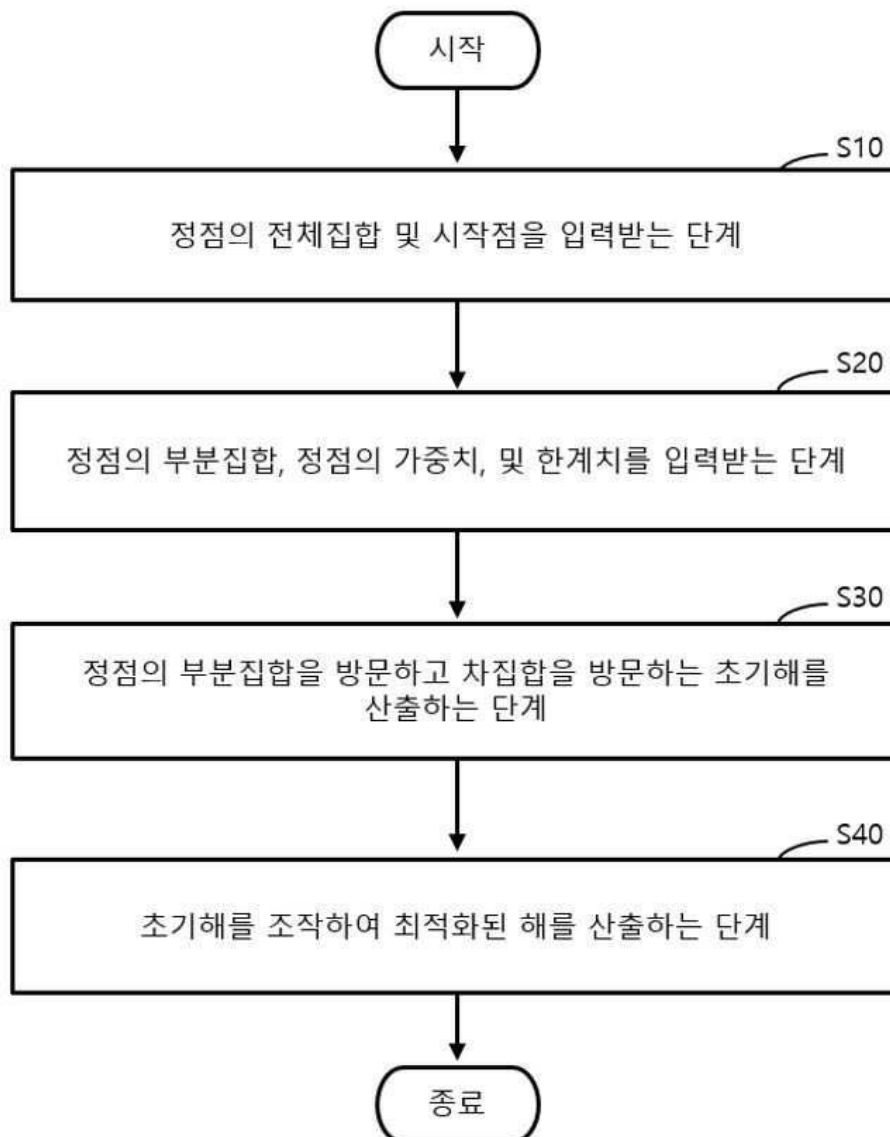 시작
S10
정점의 전체집합 및 시작점을 입력받는 단계
S20
정점의 부분집합, 정점의 가중치, 및 한계치를 입력받는 단계
S30
정점의 부분집합을 방문하고 차집합을 방문하는 초기해를
산출하는 단계
S40
초기해를 조작하여 최적화된 해를 산출하는 단계
종료